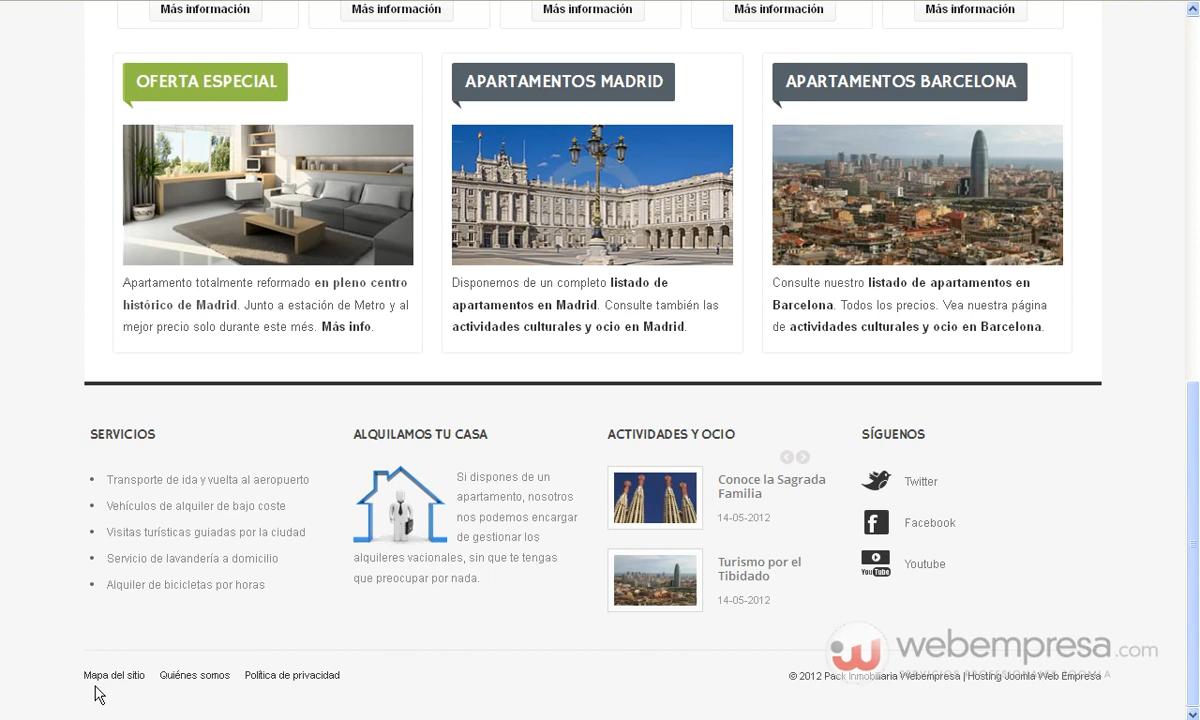 Más información
Más información
Más información
Más información
Más información
OFERTA ESPECIAL
Apartamento totalmente reformado en pleno centro
histórico de Madrid. Junto a estación de Metro y al
mejor precio solo durante este més. Más info.
APARTAMENTOS MADRID
Disponemos de un completo listado de
apartamentos en Madrid. Consulte también las
actividades culturales y ocio en Madrid.
APARTAMENTOS BARCELONA
Consulte nuestro listado de apartamentos en
Barcelona. Todos los precios. Vea nuestra página
de actividades culturales y ocio en Barcelona.
SERVICIOS
Transporte de ida y vuelta al aeropuerto
Vehículos de alquiler de bajo coste
Visitas turísticas guiadas por la ciudad
Servicio de lavandería a domicilio
Alquiler de bicicletas por horas
ALQUILAMOS TU CASA
Si dispones de un
apartamento, nosotros
nos podemos encargar
de gestionar los
alquileres vacionales, sin que te tengas
que preocupar por nada.
ACTIVIDADES Y OCIO
Conoce la Sagrada
Familia
14-05-2012
Turismo por el
Tibidado
14-05-2012
SÍGUENOS
Twitter
Facebook
You Tube
Youtube
Mapa del sitio
Quiénes somos
Política de privacidad
webempresa.com
© 2012 Pack Inmobiliaria Webempresa | Hosting Joomla Web Empresa